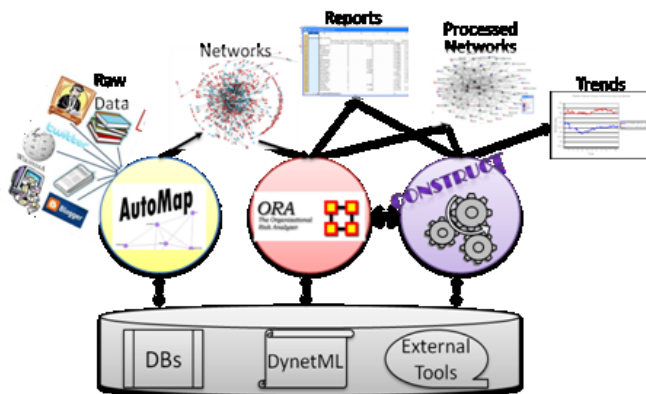 Reports
Networks
Processed
Networks
Raw
Data
Trends
twitter
Blogger
AutoMap
ORA
The Organizational
Risk Analyzer
CONSTRUCT
DBs
DynetML
External
Tools